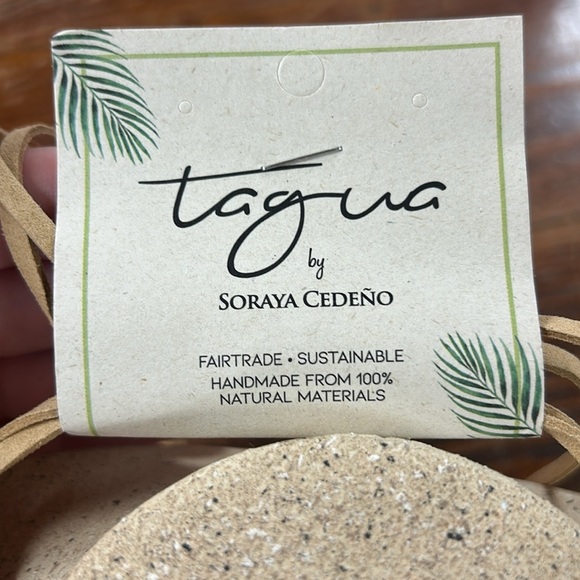 tagua
by
SORAYA CEDEÑO
FAIRTRADE • SUSTAINABLE
HANDMADE FROM 100%
NATURAL MATERIALS